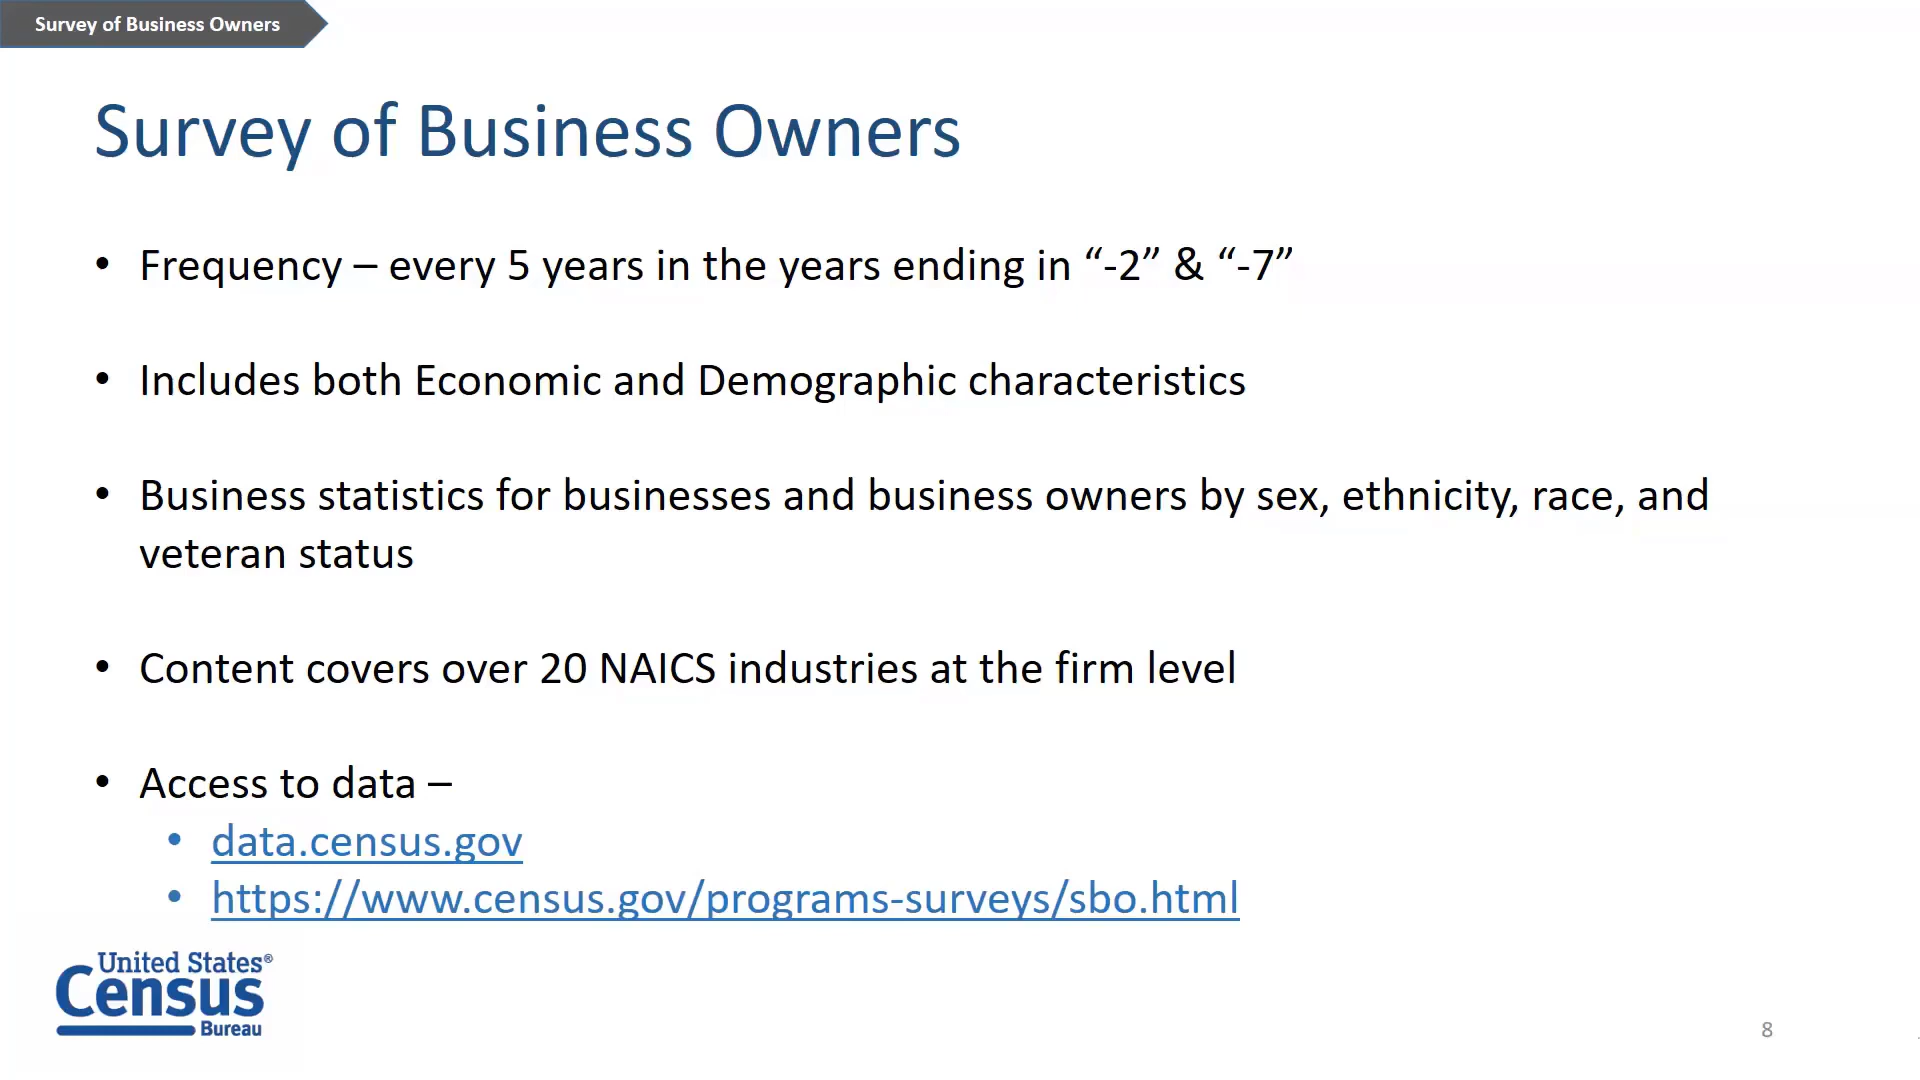 Survey of Business Owners
Survey of Business Owners
• Frequency – every 5 years in the years ending in “-2” & “-7”
• Includes both Economic and Demographic characteristics
• Business statistics for businesses and business owners by sex, ethnicity, race, and
veteran status
• Content covers over 20 NAICS industries at the firm level
• Access to data –
• data.census.gov
• https://www.census.gov/programs-surveys/sbo.html
United States®
Census
Bureau
8